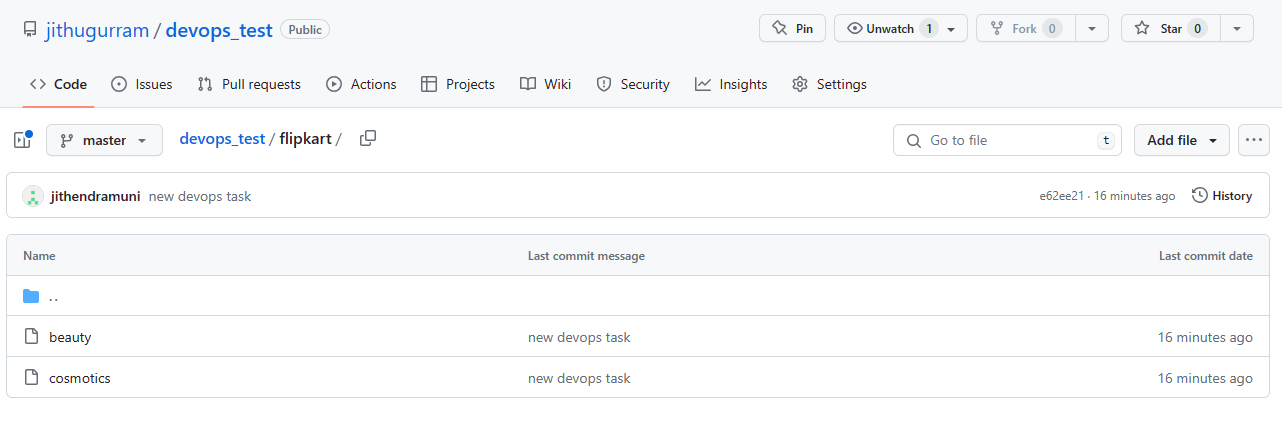 jithugurram / devops_test Public Pin Unwatch 1 Fork 0 Star 0
Code Issues Pull requests Actions Projects Wiki Security Insights Settings
master devops_test / flipkart / Go to file t Add file
jithendramuni new devops task e62ee21 · 16 minutes ago History
Name Last commit message Last commit date
..
beauty new devops task 16 minutes ago
cosmotics new devops task 16 minutes ago